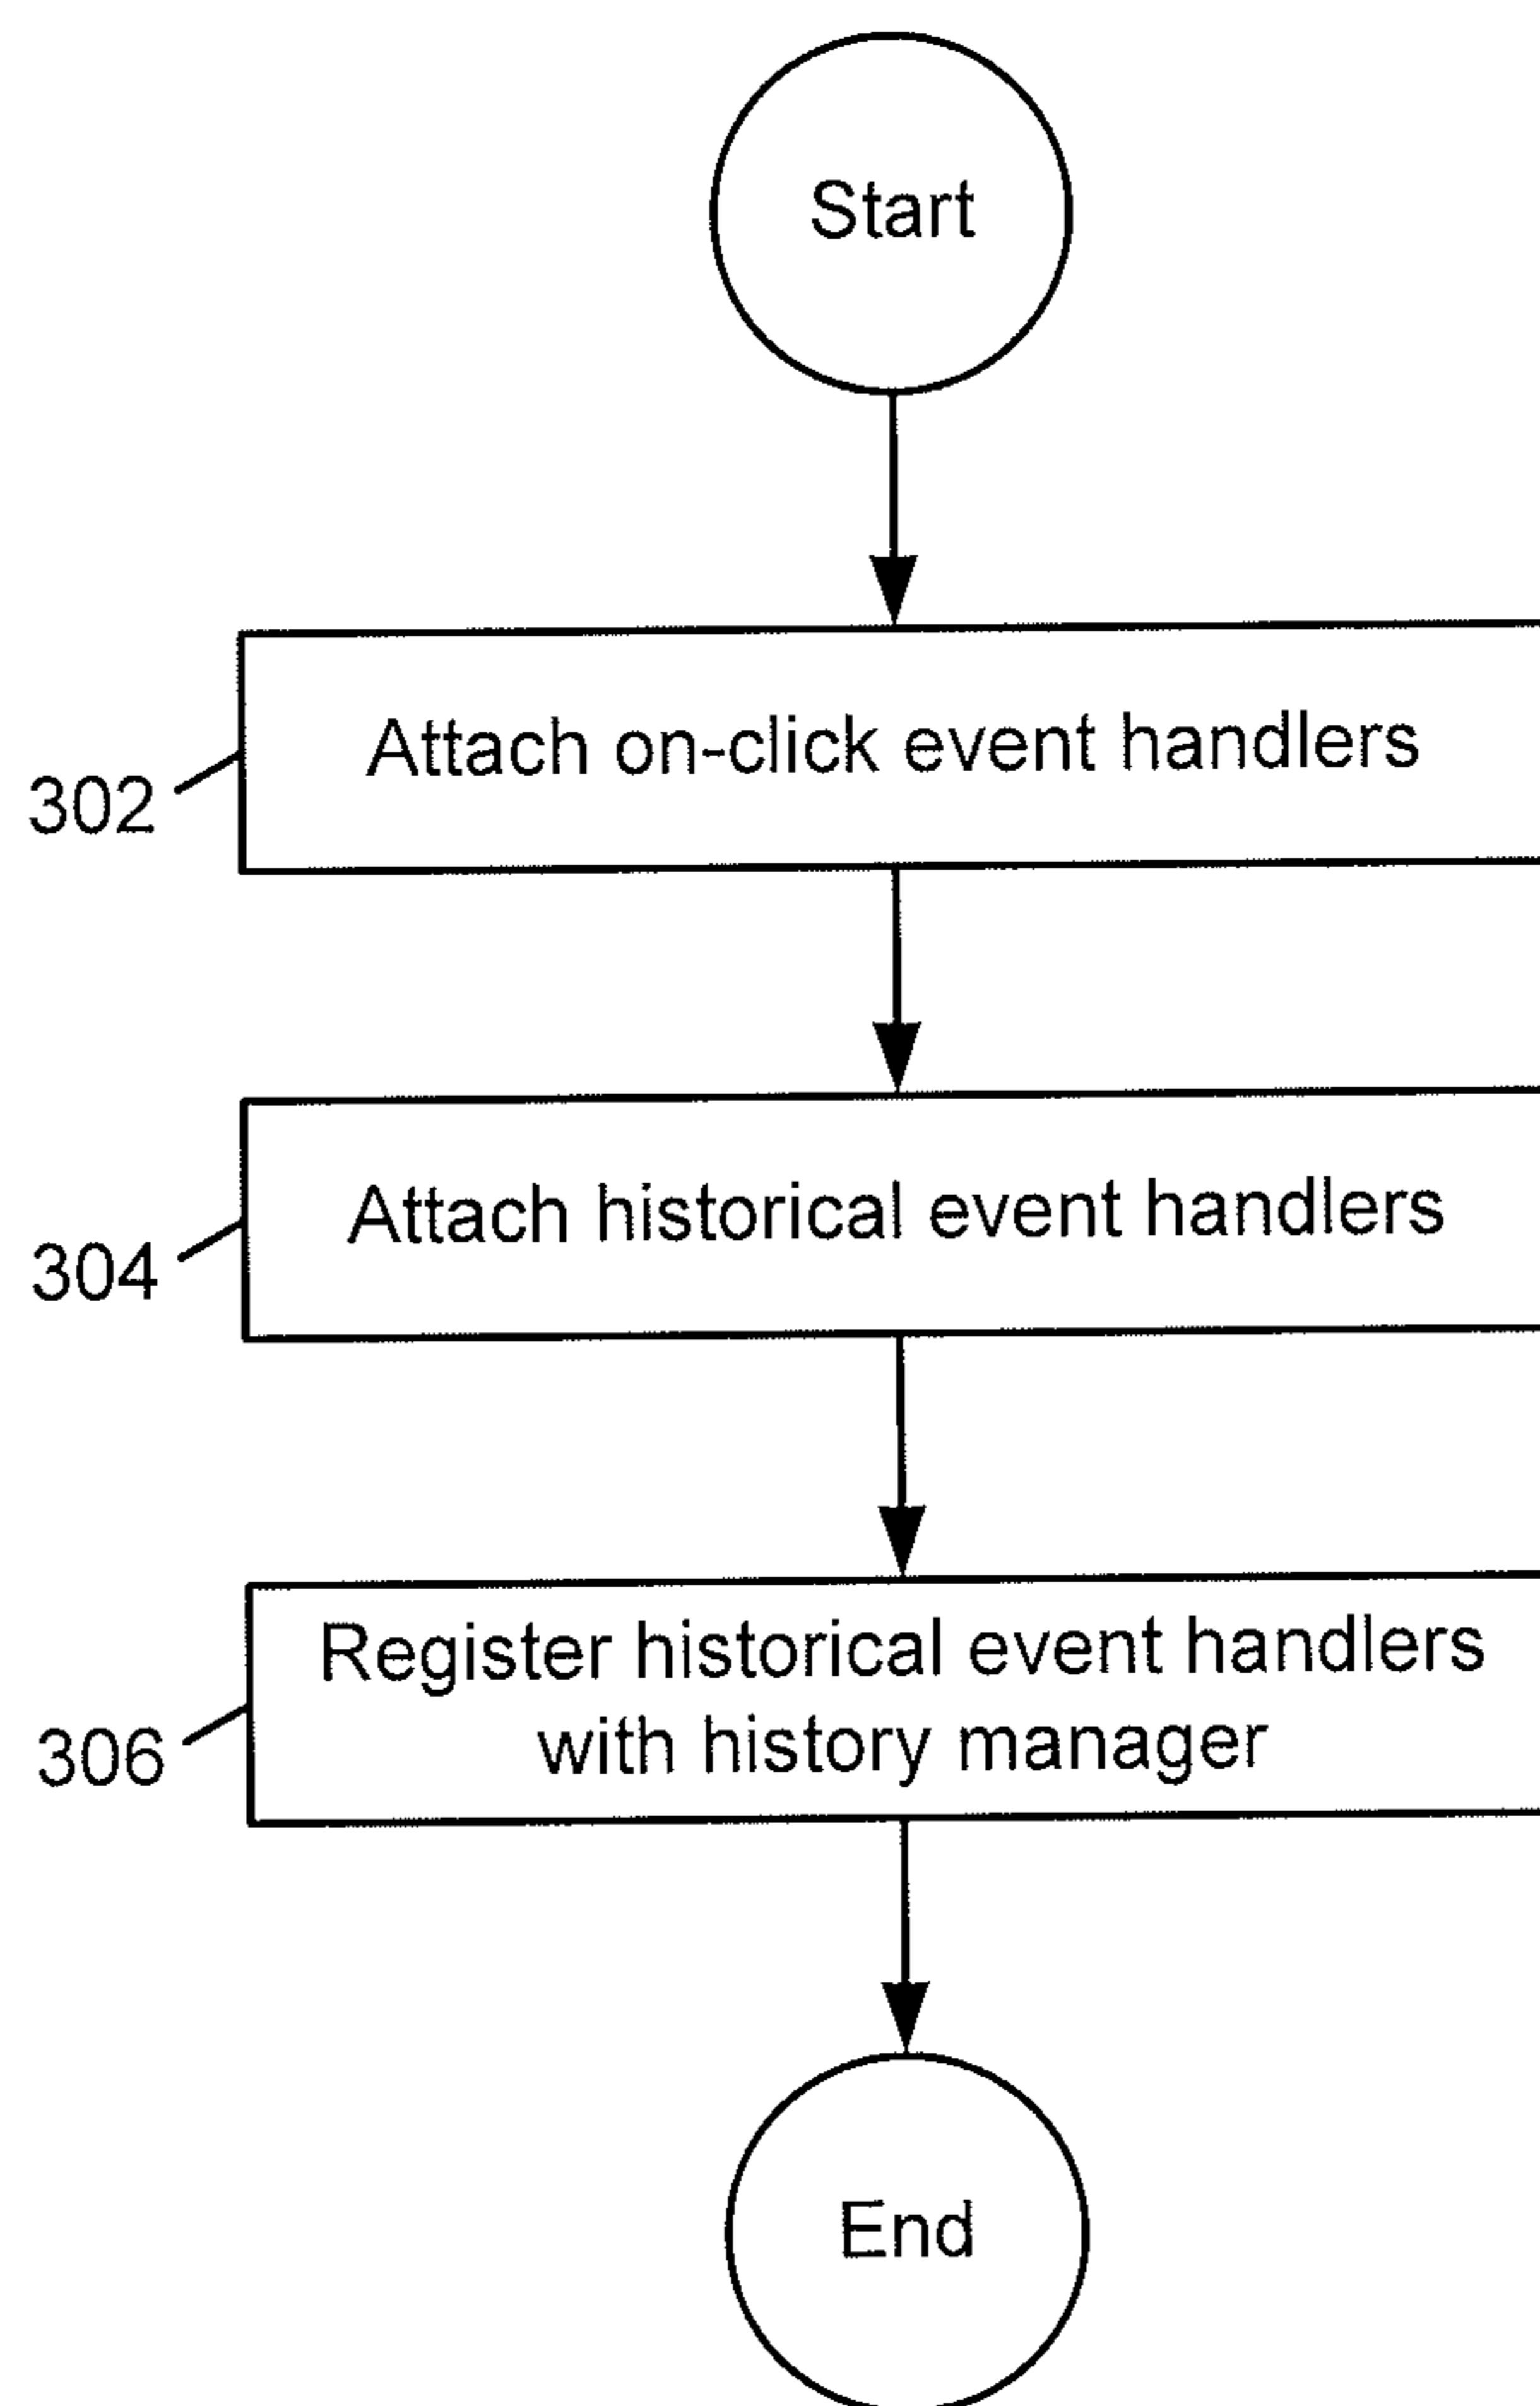 Start
Attach on-click event handlers
302
Attach historical event handlers
304
Register historical event handlers
with history manager
306
End